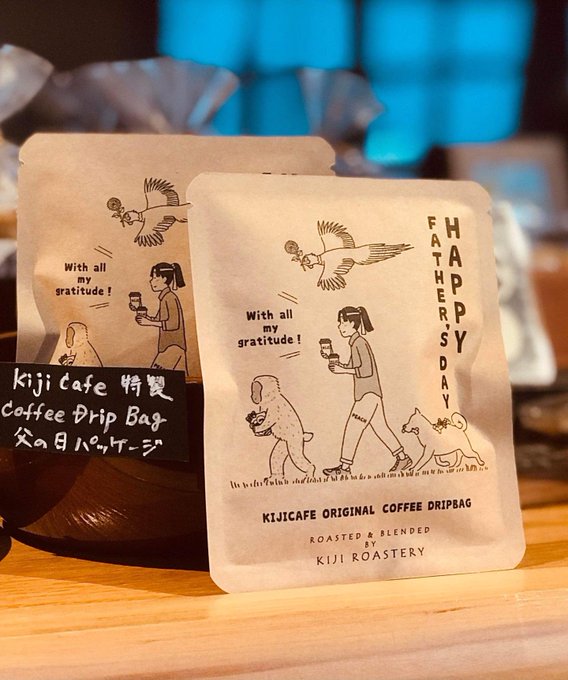 With all
my
gratitude!
Kiji Cafe 特製
Coffee Drip Bag
父の日パッケージ
HAPPY
FATHER'S DAY
With all
my
gratitude!
PEACH
KIJICAFE ORIGINAL COFFEE DRIPBAG
ROASTED & BLENDED
BY
KIJI ROASTERY